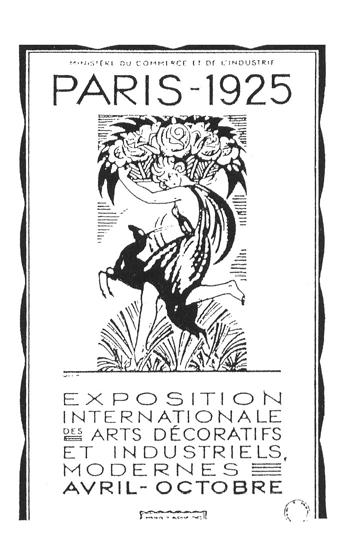 MINISTÈRE DU COMMERCE ET DE L'INDUSTRIE
PARIS-1925
EXPOSITION
INTERNATIONALE
DES ARTS DÉCORATIFS
ET INDUSTRIELS
MODERNES
AVRIL-OCTOBRE